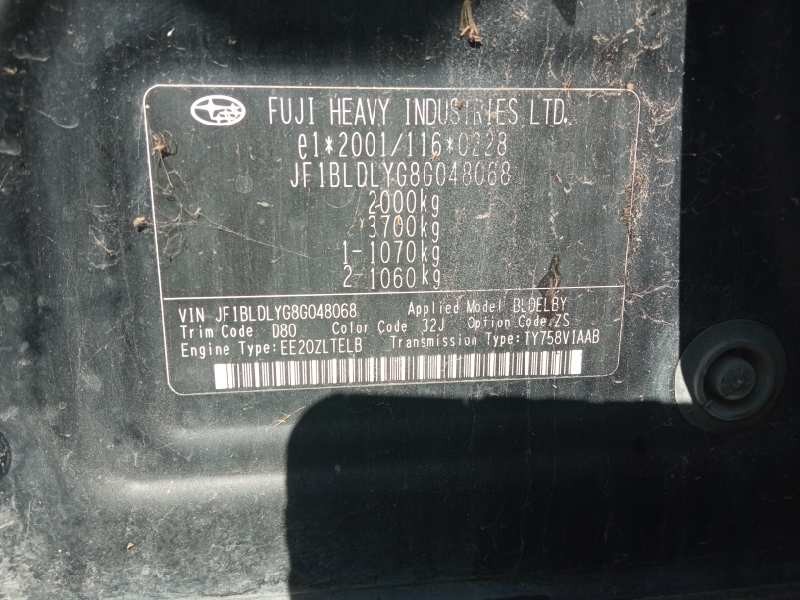 FUJI HEAVY INDUSTRIES LTD.
e1*2001/116*0228
JF1BLDLYG8G048068
2000kg
3700kg
1-1070kg
2-1060kg
VIN JF1BLDLYG8G048068 Applied Model BLDELBY
Trim Code D80 Color Code 32J Option Code ZS
Engine Type:EE20ZLTELB Transmission Type:TY758V1AAB